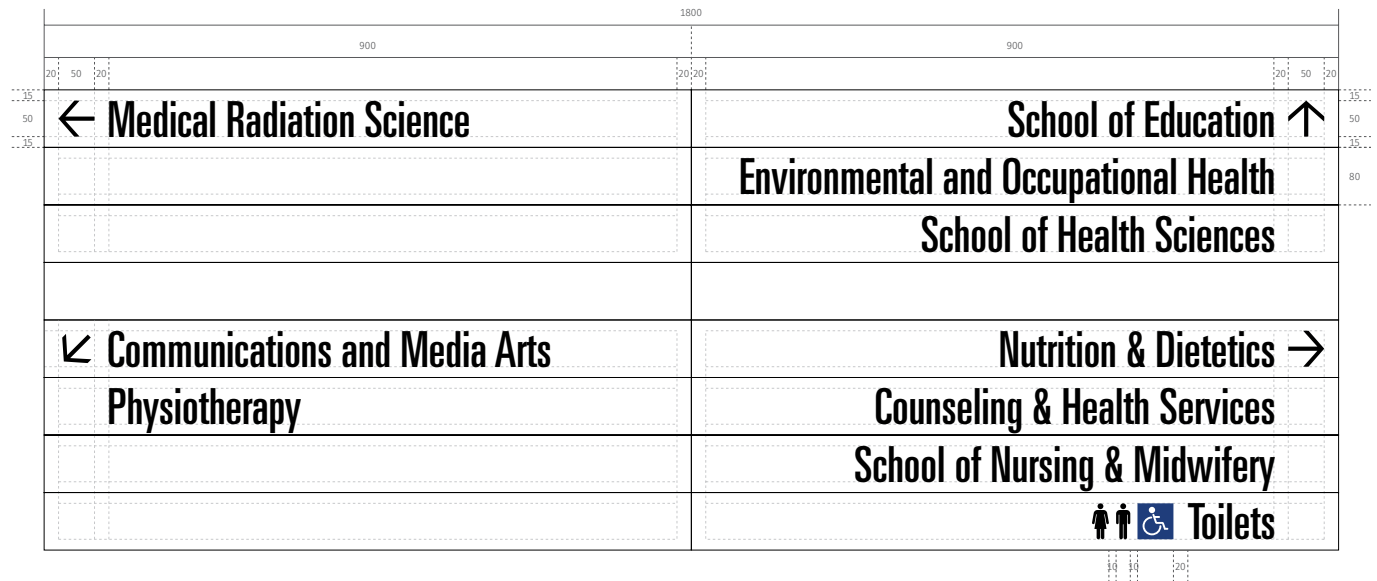 1800
900 900
20 50 20 20 20 20 50 20
15 Medical Radiation Science School of Education 15
50 50
15 15
Environmental and Occupational Health 80
School of Health Sciences
Communications and Media Arts Nutrition & Dietetics
Physiotherapy Counseling & Health Services
School of Nursing & Midwifery
Toilets
10 10 20